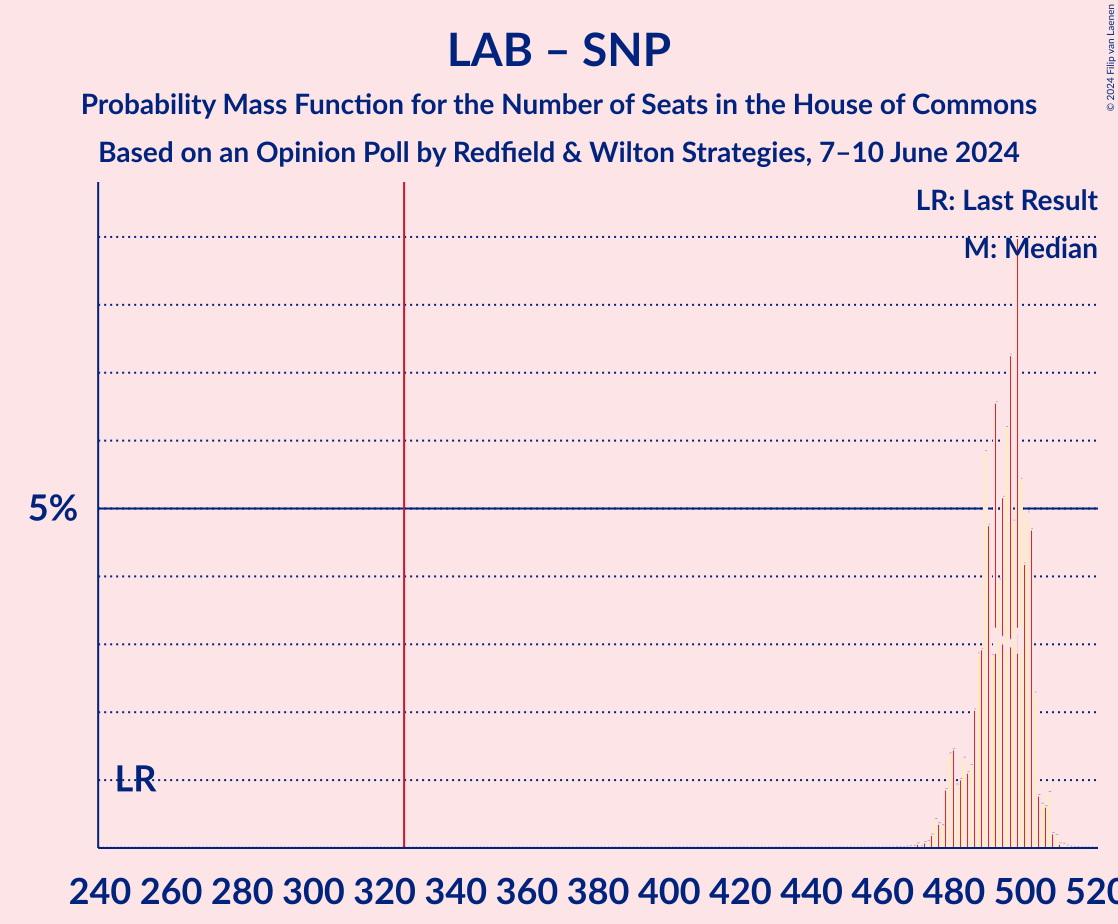 LAB – SNP
Probability Mass Function for the Number of Seats in the House of Commons
Based on an Opinion Poll by Redfield & Wilton Strategies, 7–10 June 2024
© 2024 Filip van Laenen
LR: Last Result
M: Median
5%
LR
240 260 280 300 320 340 360 380 400 420 440 460 480 500 520